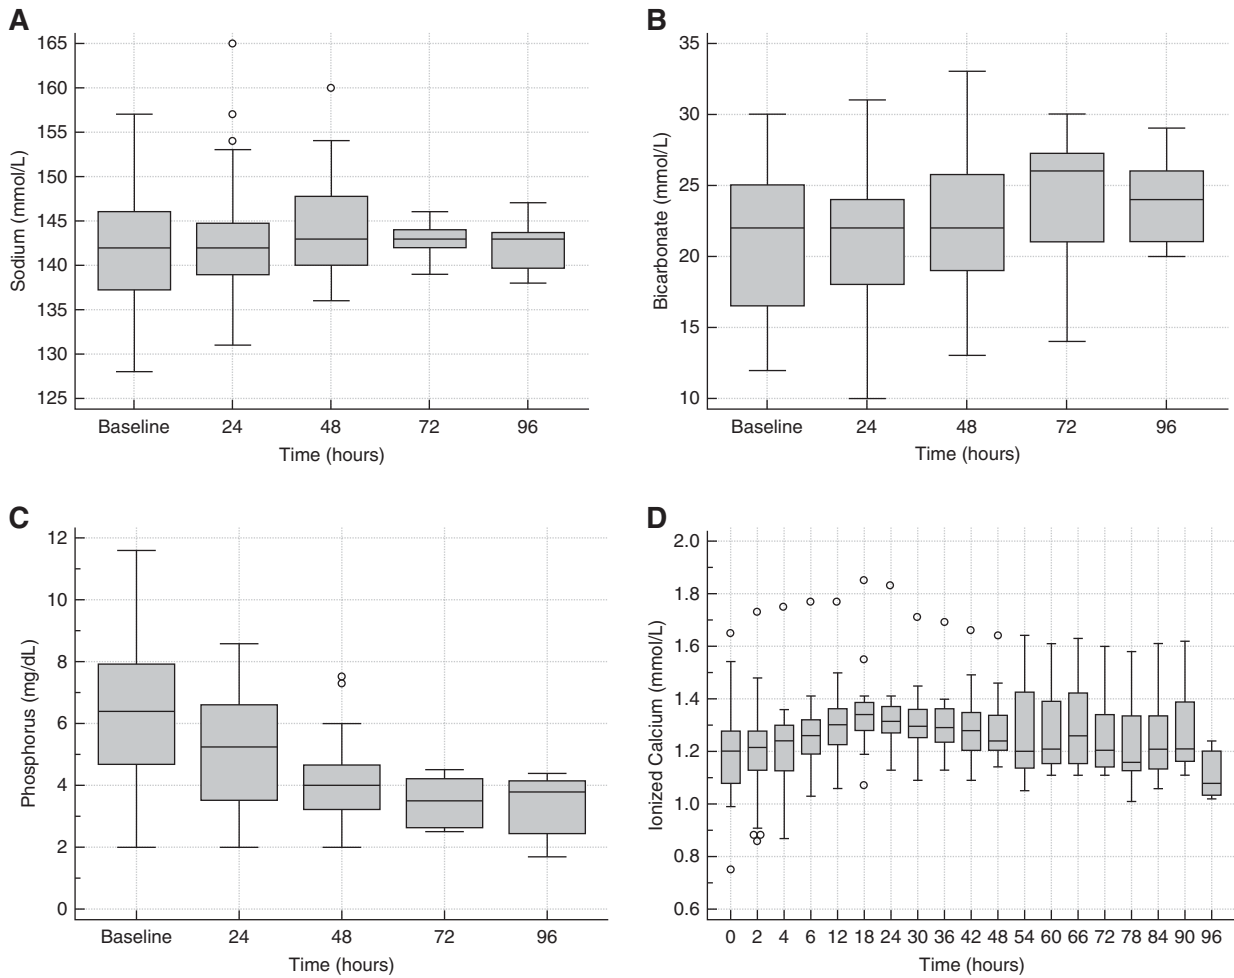 A
165
160
155
150
145
140
135
130
125
Sodium (mmol/L)
Baseline 24 48 72 96
Time (hours)
B
35
30
25
20
15
10
Bicarbonate (mmol/L)
Baseline 24 48 72 96
Time (hours)
C
12
10
8
6
4
2
0
Phosphorus (mg/dL)
Baseline 24 48 72 96
Time (hours)
D
2.0
1.8
1.6
1.4
1.2
1.0
0.8
0.6
Ionized Calcium (mmol/L)
0 2 4 6 12 18 24 30 36 42 48 54 60 66 72 78 84 90 96
Time (hours)